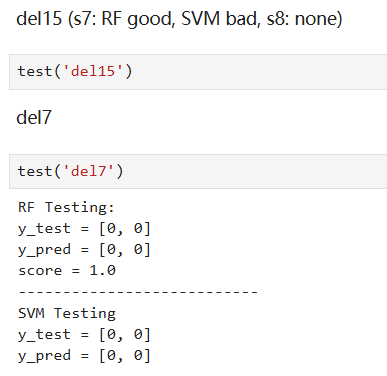 del15 (s7: RF good, SVM bad, s8: none)
test('del15')
del7
test('del7')
RF Testing:
y_test = [0, 0]
y_pred = [0, 0]
score = 1.0
---------------------------
SVM Testing
y_test = [0, 0]
y_pred = [0, 0]